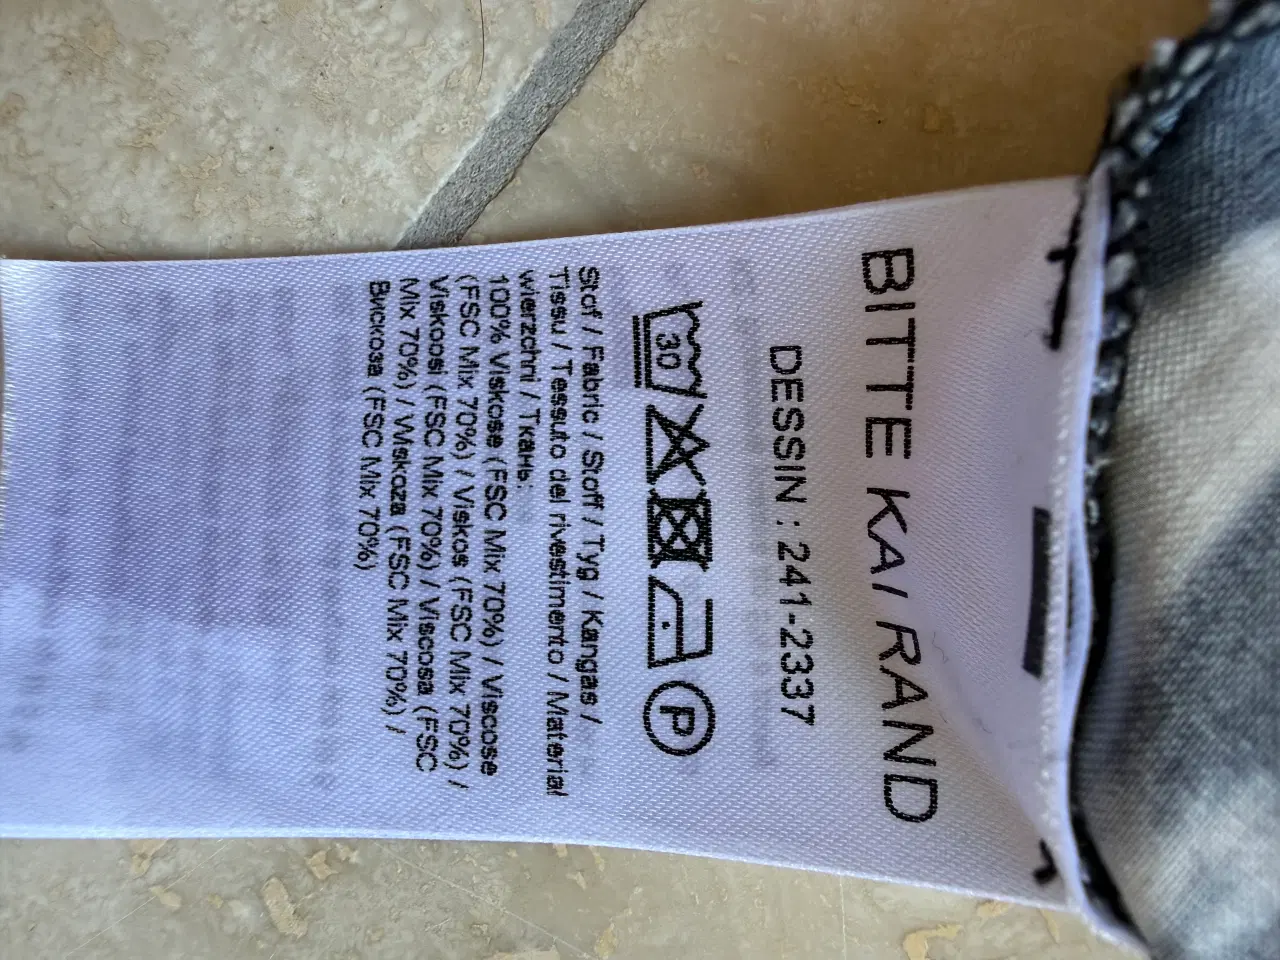 BITTE KAI RAND
DESSIN : 241-2337
30 P
Stof / Fabric / Stoff / Tyg / Kangas /
Tissu / Tessuto del rivestimento / Materiał
wierzchni / Ткань:
100% Viskose (FSC Mix 70%) / Viscose
(FSC Mix 70%) / Viskos (FSC Mix 70%) /
Viskoosi (FSC Mix 70%) / Viscosa (FSC
Mix 70%) / Wiskoza (FSC Mix 70%) /
Вискоза (FSC Mix 70%)